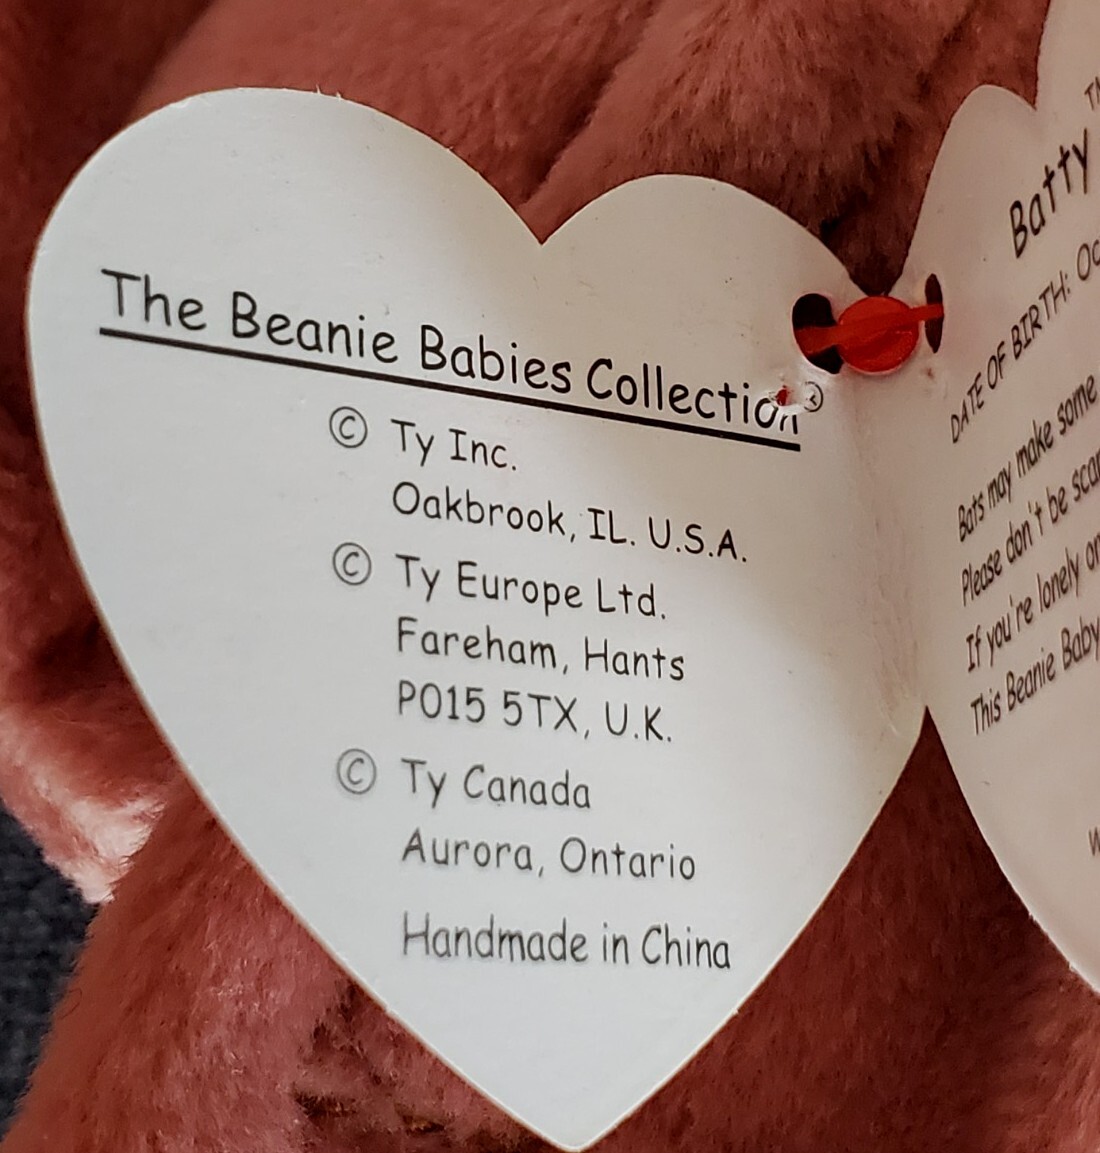 The Beanie Babies Collection®
© Ty Inc.
Oakbrook, IL. U.S.A.
© Ty Europe Ltd.
Fareham, Hants
PO15 5TX, U.K.
© Ty Canada
Aurora, Ontario
Handmade in China
Batty
DATE OF BIRTH:
Bats may make some
Please don't be
If you're lonely
This Beanie Baby